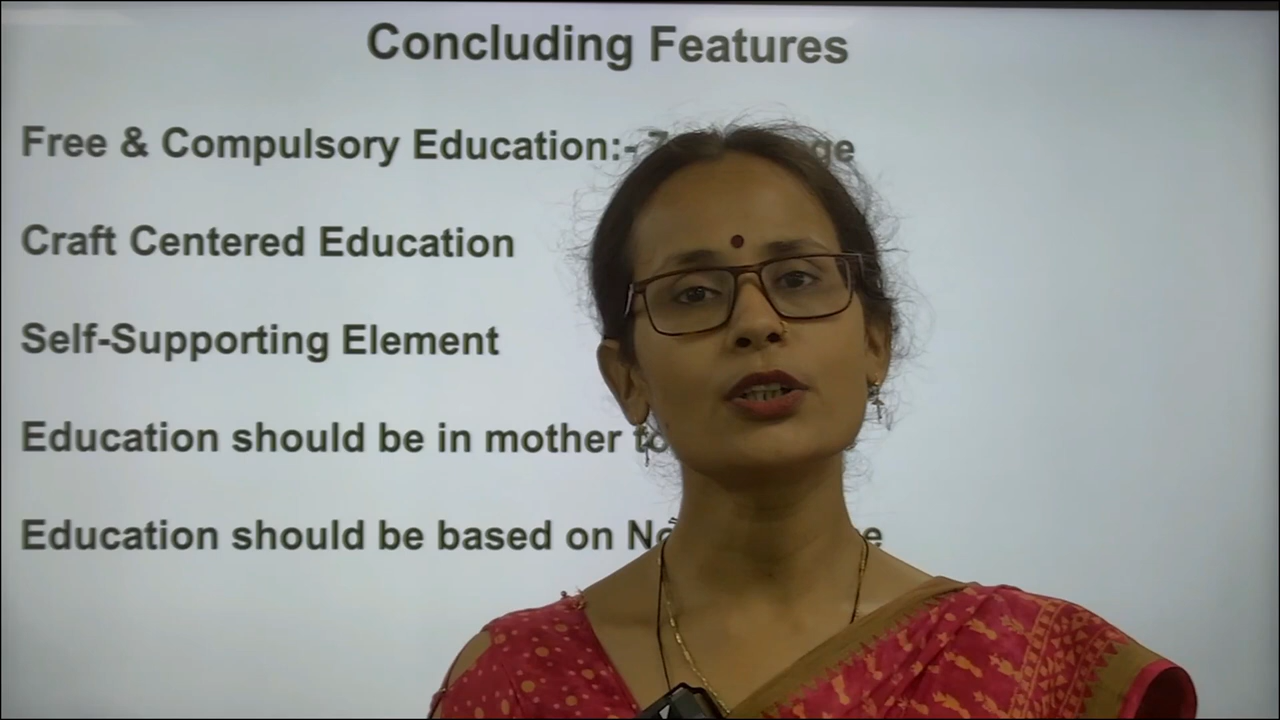 Concluding Features
Free & Compulsory Education:-
Craft Centered Education
Self-Supporting Element
Education should be in mother
Education should be based on